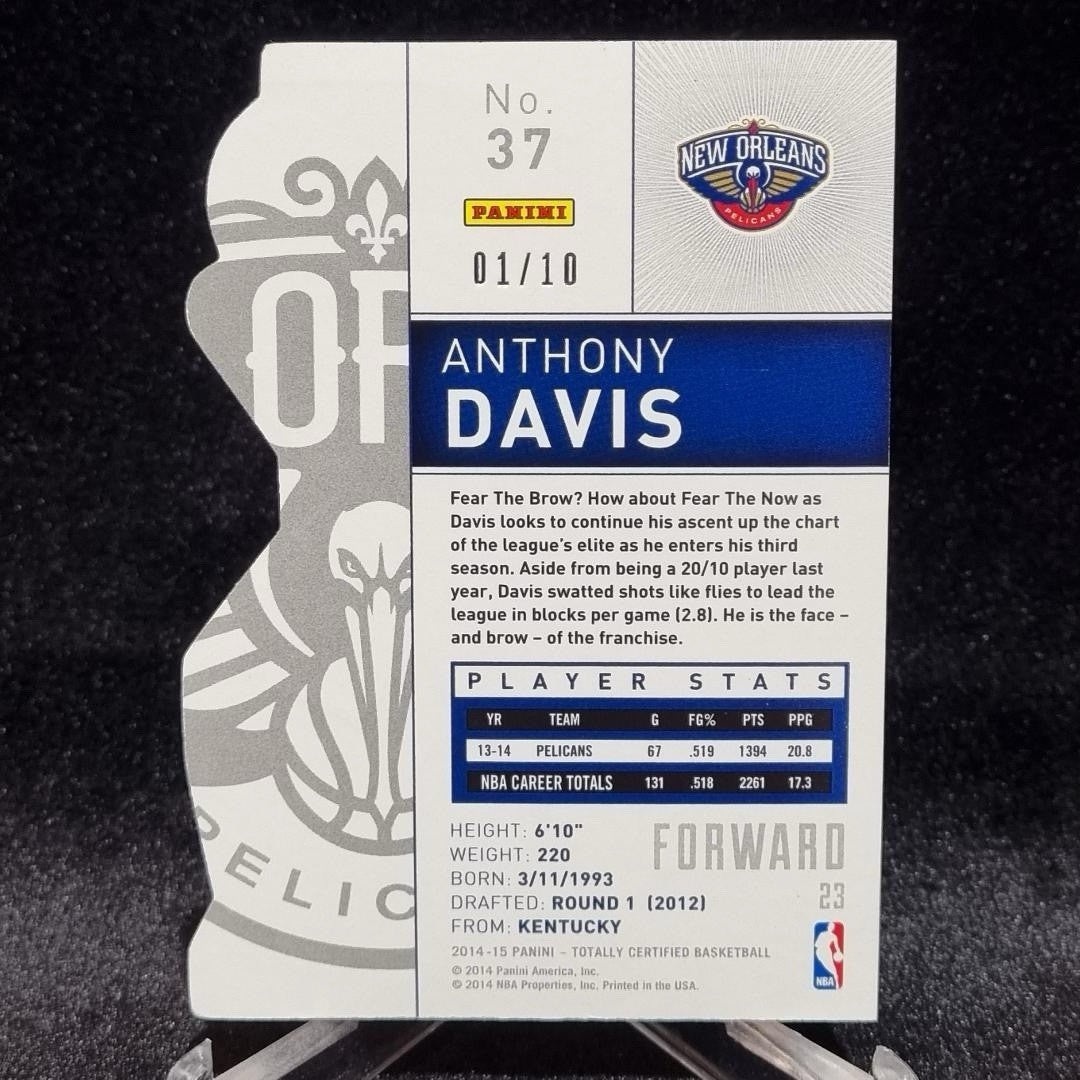 No.
37
PANINI
01/10
NEW ORLEANS
PELICANS
OR
PELIC
ANTHONY
DAVIS
Fear The Brow? How about Fear The Now as
Davis looks to continue his ascent up the chart
of the league's elite as he enters his third
season. Aside from being a 20/10 player last
year, Davis swatted shots like flies to lead the
league in blocks per game (2.8). He is the face –
and brow – of the franchise.
PLAYER STATS
YR TEAM G FG% PTS PPG
13-14 PELICANS 67 .519 1394 20.8
NBA CAREER TOTALS 131 .518 2261 17.3
HEIGHT: 6'10"
WEIGHT: 220
BORN: 3/11/1993
DRAFTED: ROUND 1 (2012)
FROM: KENTUCKY
FORWARD
23
2014-15 PANINI – TOTALLY CERTIFIED BASKETBALL
© 2014 Panini America, Inc.
© 2014 NBA Properties, Inc. Printed in the USA.
NBA